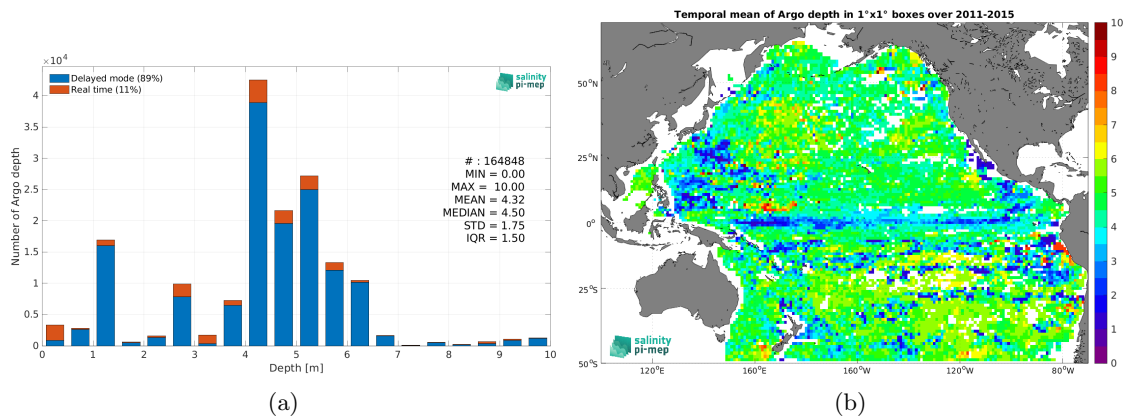 ×10⁴
Delayed mode (89%)
Real time (11%)
salinity
pi-mep
Number of Argo depth
4
3.5
3
2.5
2
1.5
1
0.5
0
# : 164848
MIN = 0.00
MAX = 10.00
MEAN = 4.32
MEDIAN = 4.50
STD = 1.75
IQR = 1.50
0 1 2 3 4 5 6 7 8 9 10
Depth [m]
(a)
Temporal mean of Argo depth in 1°x1° boxes over 2011-2015
50°N
25°N
0°
25°S
50°S
120°E
160°E
160°W
120°W
80°W
salinity
pi-mep
10
9
8
7
6
5
4
3
2
1
0
(b)